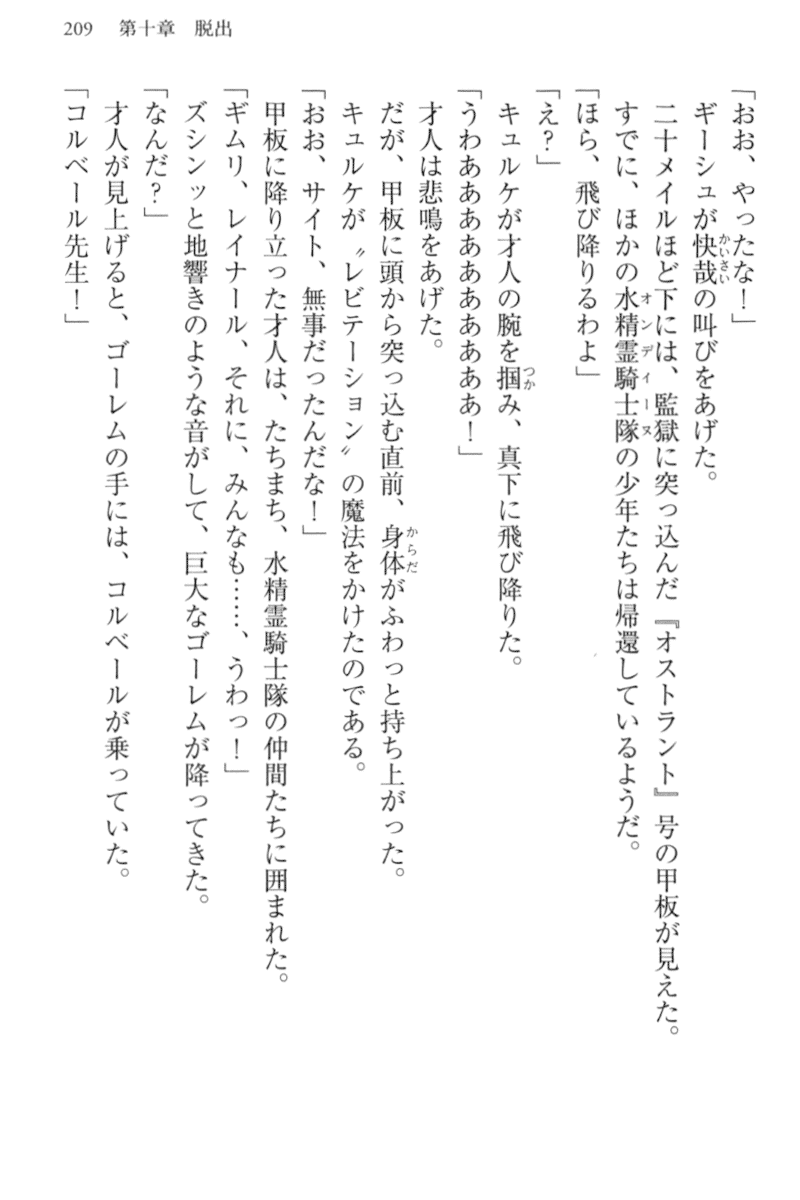 209　第十章　脱出
「おお、やったな！」
ギーシュが快哉の叫びをあげた。
二十メイルほど下には、監獄に突っ込んだ『オストラント』号の甲板が見えた。
すでに、ほかの水精霊騎士隊の少年たちは帰還しているようだ。
「ほら、飛び降りるわよ」
「え？」
キュルケが才人の腕を掴み、真下に飛び降りた。
「うわああああああああああ！」
才人は悲鳴をあげた。
だが、甲板に頭から突っ込む直前、身体がふわっと持ち上がった。
キュルケが〝レビテーション〟の魔法をかけたのである。
「おお、サイト、無事だったんだな！」
甲板に降り立った才人は、たちまち、水精霊騎士隊の仲間たちに囲まれた。
「ギムリ、レイナール、それに、みんなも……、うわっ！」
ズシンッと地響きのような音がして、巨大なゴーレムが降ってきた。
「なんだ？」
才人が見上げると、ゴーレムの手には、コルベールが乗っていた。
「コルベール先生！」